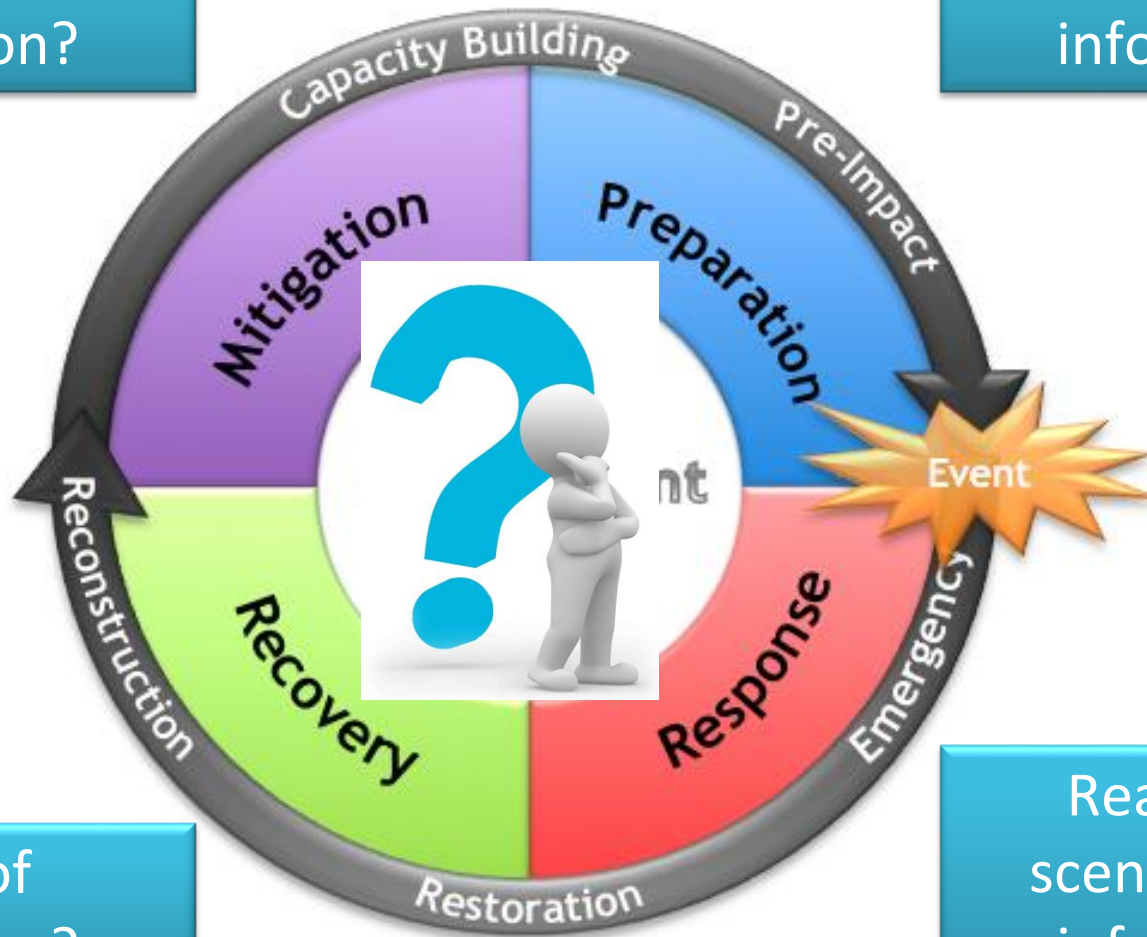 on?
info
Capacity Building
Pre-Impact
Mitigation
Preparation
nt
Event
Reconstruction
Recovery
Response
Emergency
Restoration
of
?
Rea
scen